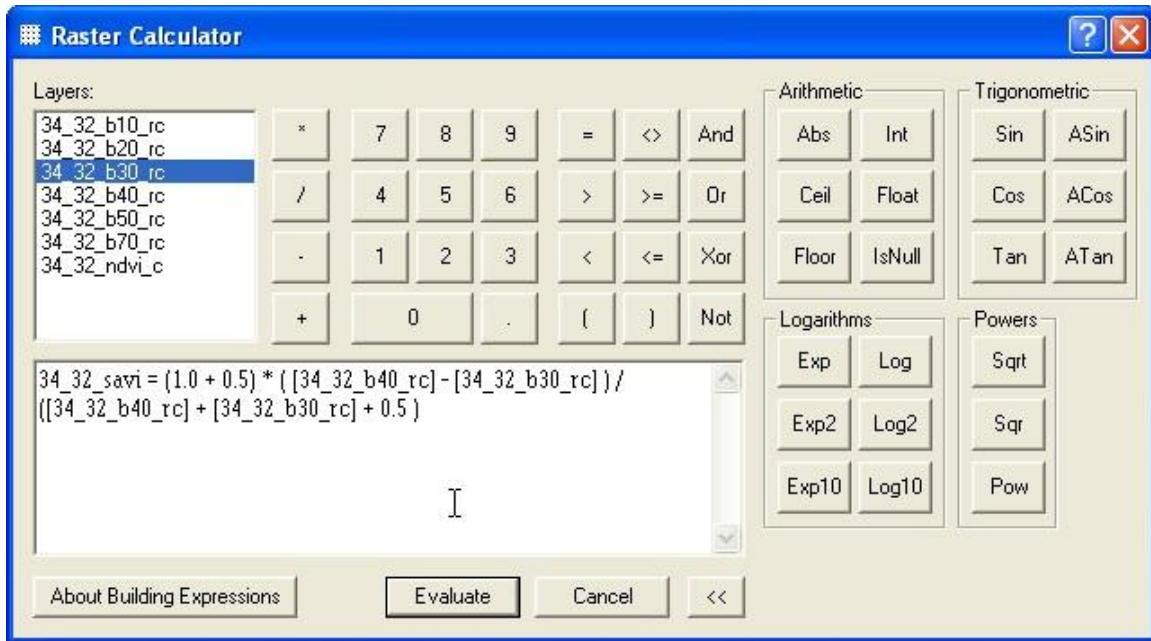 Raster Calculator
Layers:
34_32_b10_rc
34_32_b20_rc
34_32_b30_rc
34_32_b40_rc
34_32_b50_rc
34_32_b70_rc
34_32_ndvi_c
* 7 8 9 = <> And
/ 4 5 6 > >= Or
- 1 2 3 < <= Xor
+ 0 . ( ) Not
Arithmetic
Abs Int
Ceil Float
Floor IsNull
Trigonometric
Sin ASin
Cos ACos
Tan ATan
Logarithms
Exp Log
Exp2 Log2
Exp10 Log10
Powers
Sqrt
Sqr
Pow
34_32_savi = (1.0 + 0.5) * ( [34_32_b40_rc] - [34_32_b30_rc] ) /
([34_32_b40_rc] + [34_32_b30_rc] + 0.5 )
About Building Expressions Evaluate Cancel <<